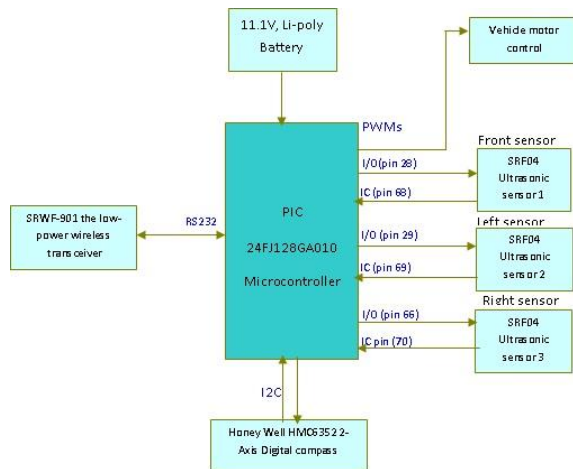 11.1V, Li-poly
Battery
Vehicle motor
control
PWMs
Front sensor
I/O (pin 28)
SRF04
Ultrasonic
sensor 1
IC (pin 68)
PIC
24FJ128GA010
Microcontroller
SRWF-901 the low-
power wireless
transceiver
RS232
Left sensor
I/O (pin 29)
SRF04
Ultrasonic
sensor 2
IC (pin 69)
Right sensor
I/O (pin 66)
SRF04
Ultrasonic
sensor 3
IC pin (70)
I2C
Honey Well HMC6352 2-
Axis Digital compass